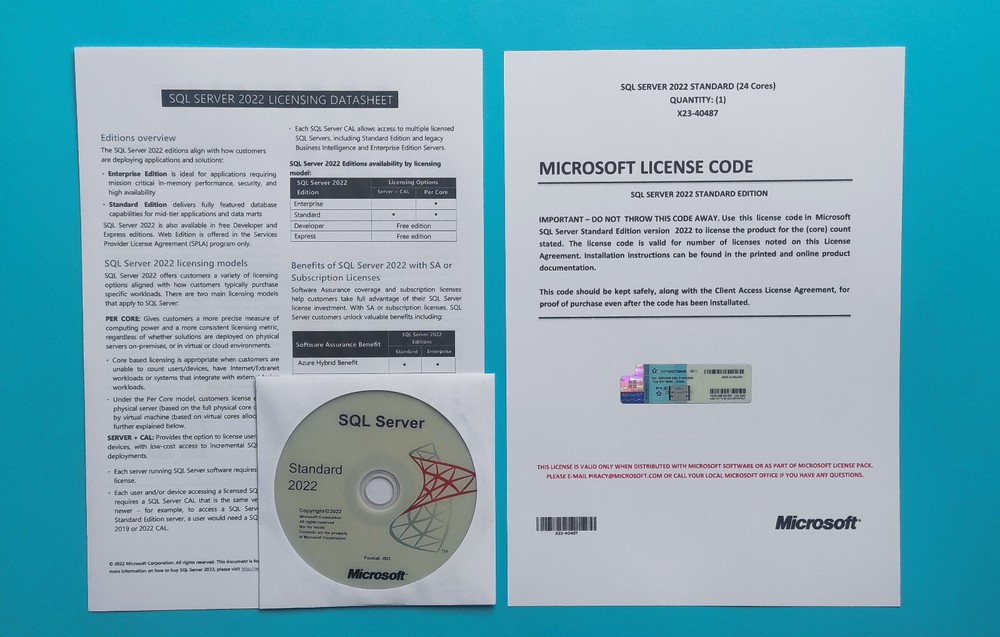 SQL SERVER 2022 LICENSING DATASHEET
Editions overview
The SQL Server 2022 editions align with how customers
are deploying applications and solutions:
• Enterprise Edition is ideal for applications requiring
mission critical in-memory performance, security, and
high availability
• Standard Edition delivers fully featured database
capabilities for mid-tier applications and data marts
SQL Server 2022 is also available in free Developer and
Express editions. Web Edition is offered in the Services
Provider License Agreement (SPLA) program only.
SQL Server 2022 licensing models
SQL Server 2022 offers customers a variety of licensing
options aligned with how customers typically purchase
specific workloads. There are two main licensing models
that apply to SQL Server:
PER CORE: Gives customers a more precise measure of
computing power and a more consistent licensing metric,
regardless of whether solutions are deployed on physical
servers on-premises, or in virtual or cloud environments.
• Core based licensing is appropriate when customers are
unable to count users/devices, have Internet/Extranet
workloads or systems that integrate with external facing
workloads.
• Under the Per Core model, customers license
physical server (based on the full physical core
by virtual machine (based on virtual cores
further explained below.
SERVER + CAL: Provides the option to license
devices, with low-cost access to incremental
deployments.
• Each server running SQL Server software requires
license.
• Each user and/or device accessing a licensed
requires a SQL Server CAL that is the same
newer – for example, to access a SQL
Standard Edition server, a user would need a
2019 or 2022 CAL.
© 2022 Microsoft Corporation. All rights reserved. This document is
more information on how to buy SQL Server 2022, please visit
• Each SQL Server CAL allows access to multiple licensed
SQL Servers, including Standard Edition and legacy
Business Intelligence and Enterprise Servers.
SQL Server 2022 Editions availability by licensing
model:
SQL Server 2022 Edition Licensing Options
Server + CAL Per Core
Enterprise •
Standard • •
Developer Free edition
Express Free edition
Benefits of SQL Server 2022 with SA or
Subscription Licenses
Software Assurance coverage and subscription licenses
help customers take full advantage of their SQL Server
license investment. With SA or subscription licenses, SQL
Server customers unlock valuable benefits including:
Software Assurance Benefit SQL Server 2022 Editions
Standard Enterprise
Azure Hybrid Benefit • •
SQL Server
Standard
2022
Copyright©2022
Microsoft Corporation
All rights reserved
Contents are the property
of Microsoft Corporation.
TM
Format: ISO
Microsoft
SQL SERVER 2022 STANDARD (24 Cores)
QUANTITY: (1)
X23-40487
MICROSOFT LICENSE CODE
SQL SERVER 2022 STANDARD EDITION
IMPORTANT – DO NOT THROW THIS CODE AWAY. Use this license code in Microsoft
SQL Server Standard Edition version 2022 to license the product for the (core) count
stated. The license code is valid for number of licenses noted on this License
Agreement. Installation instructions can be found in the printed and online product
documentation.
This code should be kept safely, along with the Client Access License Agreement, for
proof of purchase even after the code has been installed.
THIS LICENSE IS VALID ONLY WHEN DISTRIBUTED WITH MICROSOFT SOFTWARE OR AS PART OF MICROSOFT LICENSE PACK.
PLEASE E-MAIL PIRACY@MICROSOFT.COM OR CALL YOUR LOCAL MICROSOFT OFFICE IF YOU HAVE ANY QUESTIONS.
X23-40487
Microsoft